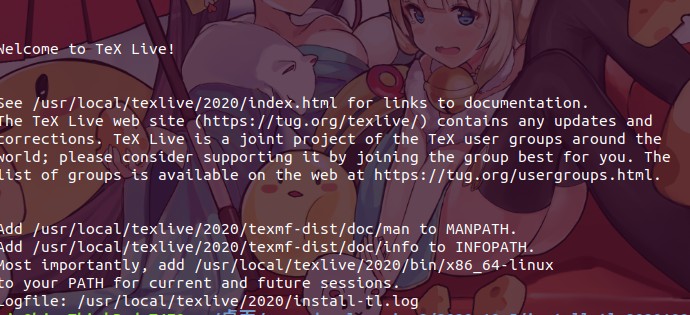 Welcome to TeX Live!
See /usr/local/texlive/2020/index.html for links to documentation.
The TeX Live web site (https://tug.org/texlive/) contains any updates and
corrections. TeX Live is a joint project of the TeX user groups around the
world; please consider supporting it by joining the group best for you. The
list of groups is available on the web at https://tug.org/usergroups.html.
Add /usr/local/texlive/2020/texmf-dist/doc/man to MANPATH.
Add /usr/local/texlive/2020/texmf-dist/doc/info to INFOPATH.
Most importantly, add /usr/local/texlive/2020/bin/x86_64-linux
to your PATH for current and future sessions.
Logfile: /usr/local/texlive/2020/install-tl.log